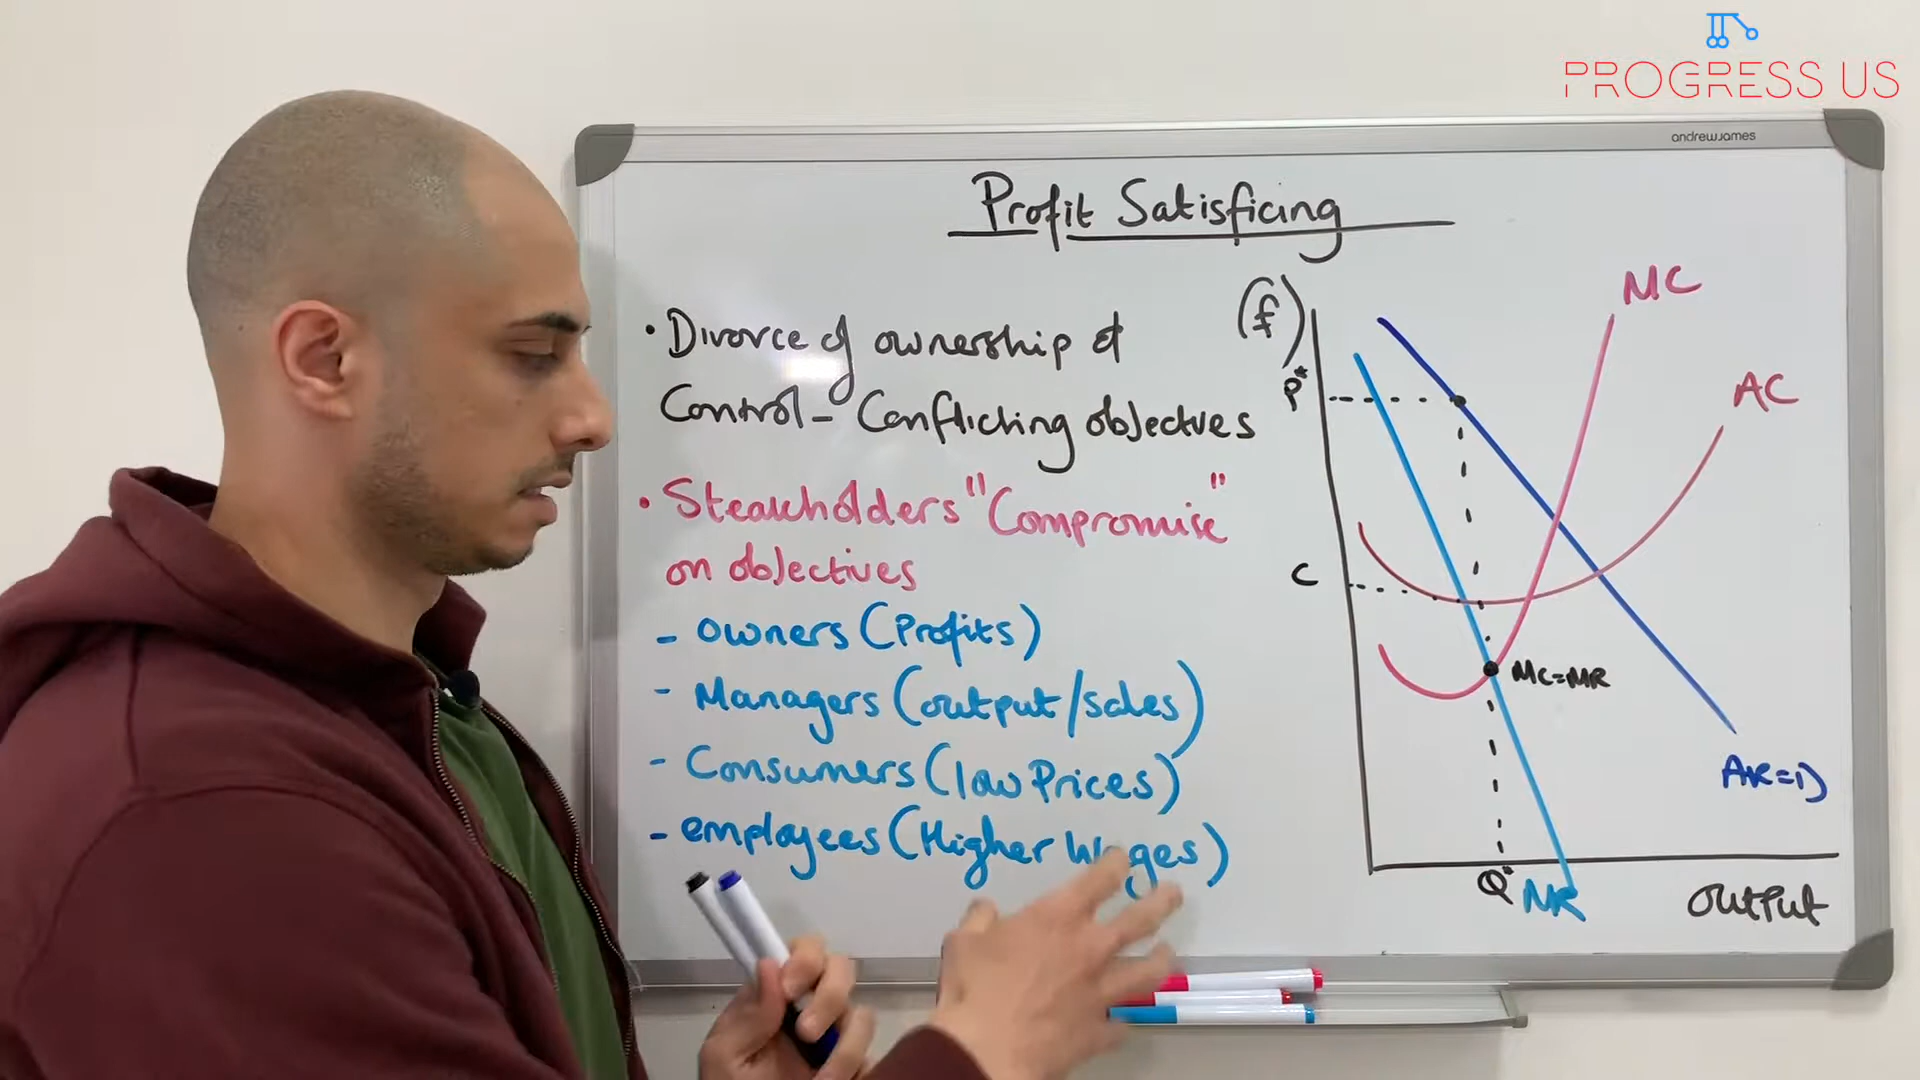 PROGRESS US
andrewjames
Profit Satisficing
• Divorce of ownership &
Control - Conflicting objectives
• Steakholders "Compromise"
on objectives
- owners (Profits)
- Managers (output/sales)
- Consumers (low Prices)
- employees (Higher Wages)
(£)
MC
P*
AC
C
MC=MR
AR=D
Q*
MR
output